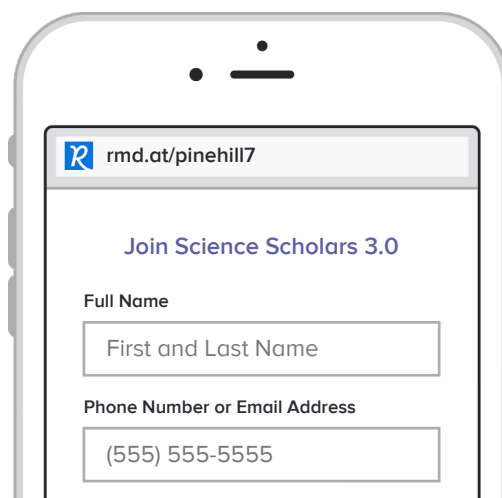 rmd.at/pinehill7
Join Science Scholars 3.0
Full Name
First and Last Name
Phone Number or Email Address
(555) 555-5555